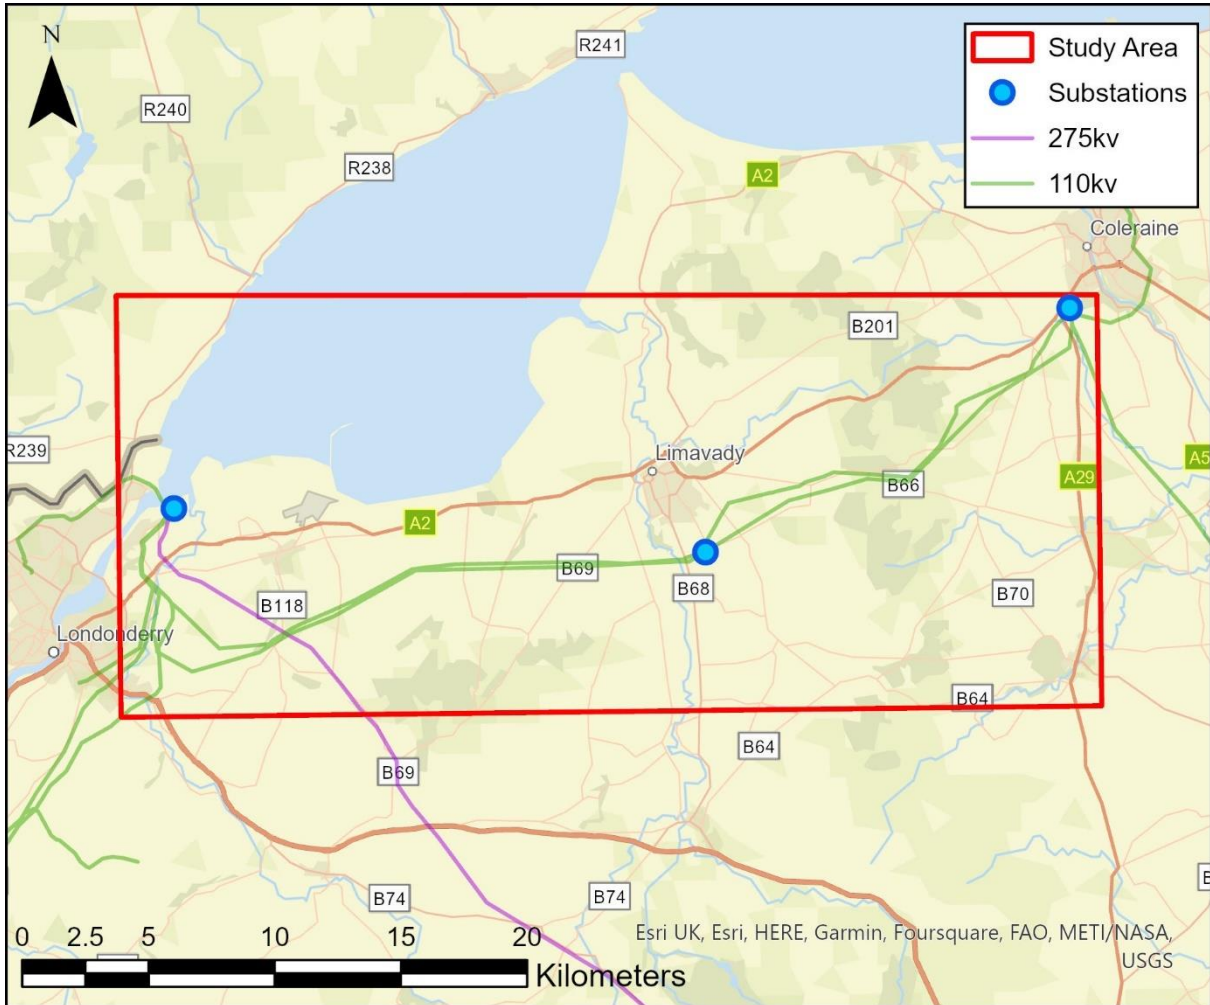 N
R241
R240
R238
A2
Study Area
Substations
275kv
110kv
Coleraine
B201
R239
Limavady
A2
B66
A29
A5
B69
B68
B118
B70
Londonderry
B64
B64
B69
B74
B74
B
0 2.5 5 10 15 20
Kilometers
Esri UK, Esri, HERE, Garmin, Foursquare, FAO, METI/NASA,
USGS